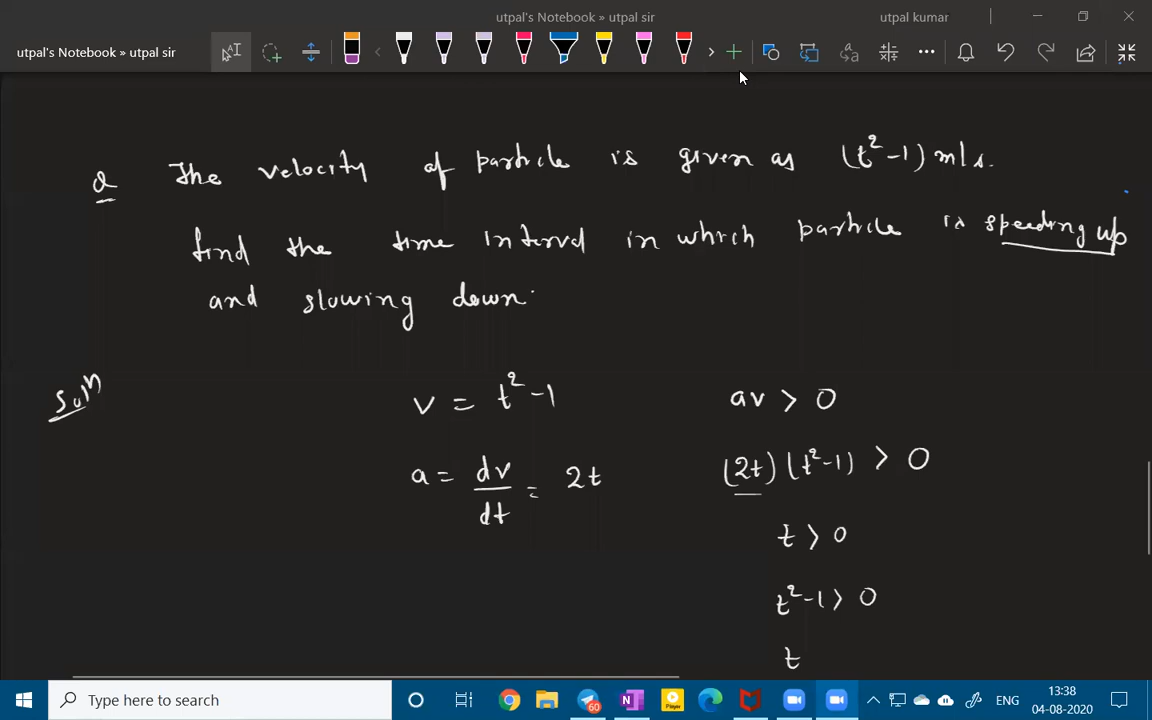 utpal's Notebook » utpal sir
utpal kumar
utpal's Notebook » utpal sir
Q The velocity of particle is given as (t²-1) m/s.
find the time interval in which particle is speeding up
and slowing down.
Solⁿ
v = t²-1
a = dv/dt = 2t
av > 0
(2t)(t²-1) > 0
t > 0
t²-1 > 0
t
Type here to search
60
ENG
13:38
04-08-2020